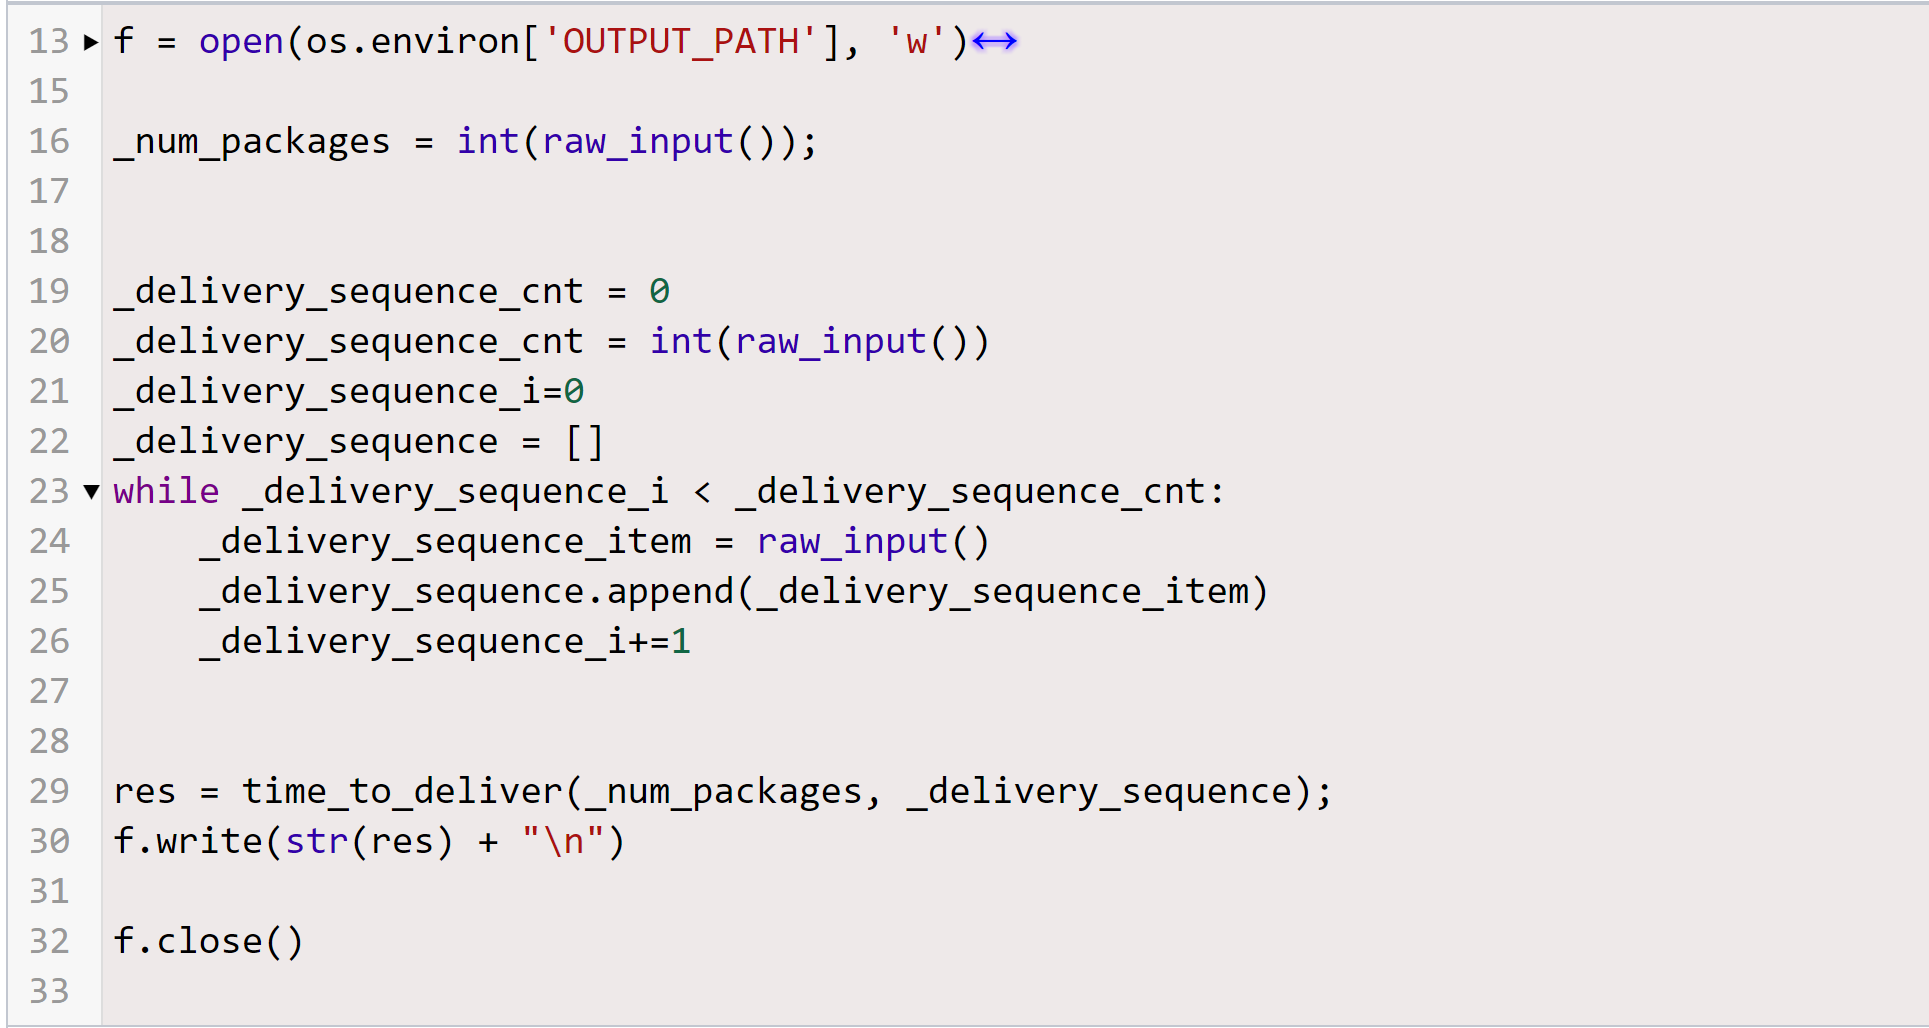 13 f = open(os.environ['OUTPUT_PATH'], 'w')↔
15
16 _num_packages = int(raw_input());
17
18
19 _delivery_sequence_cnt = 0
20 _delivery_sequence_cnt = int(raw_input())
21 _delivery_sequence_i=0
22 _delivery_sequence = []
23 while _delivery_sequence_i < _delivery_sequence_cnt:
24     _delivery_sequence_item = raw_input()
25     _delivery_sequence.append(_delivery_sequence_item)
26     _delivery_sequence_i+=1
27
28
29 res = time_to_deliver(_num_packages, _delivery_sequence);
30 f.write(str(res) + "\n")
31
32 f.close()
33